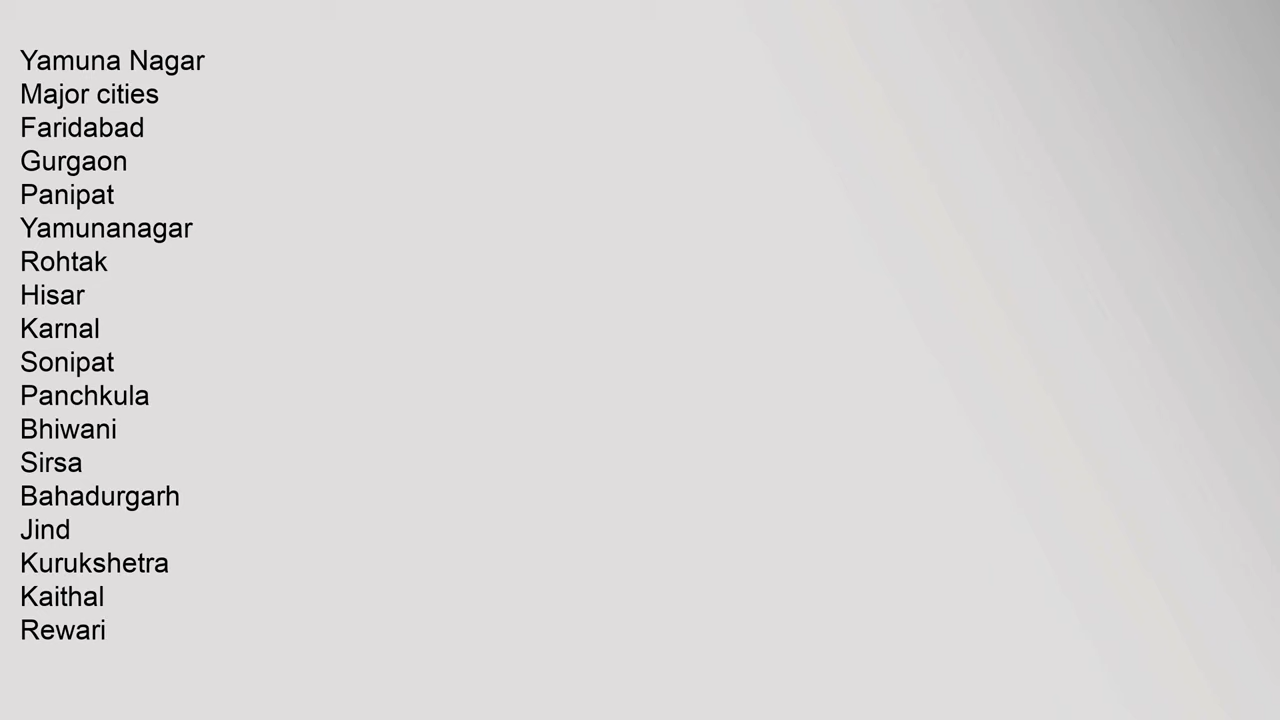 Yamuna Nagar
Major cities
Faridabad
Gurgaon
Panipat
Yamunanagar
Rohtak
Hisar
Karnal
Sonipat
Panchkula
Bhiwani
Sirsa
Bahadurgarh
Jind
Kurukshetra
Kaithal
Rewari